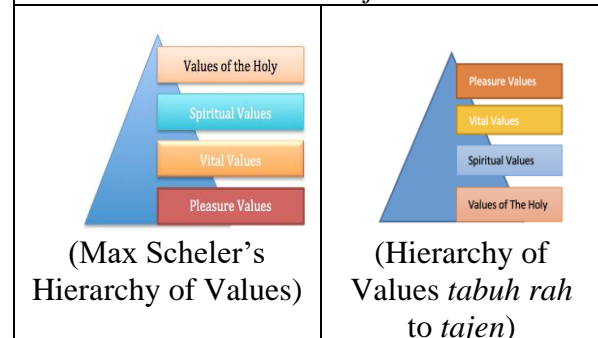 Values of the Holy
Spiritual Values
Vital Values
Pleasure Values
(Max Scheler's
Hierarchy of Values)
Pleasure Values
Vital Values
Spiritual Values
Values of The Holy
(Hierarchy of
Values tabuh rah
to tajen)